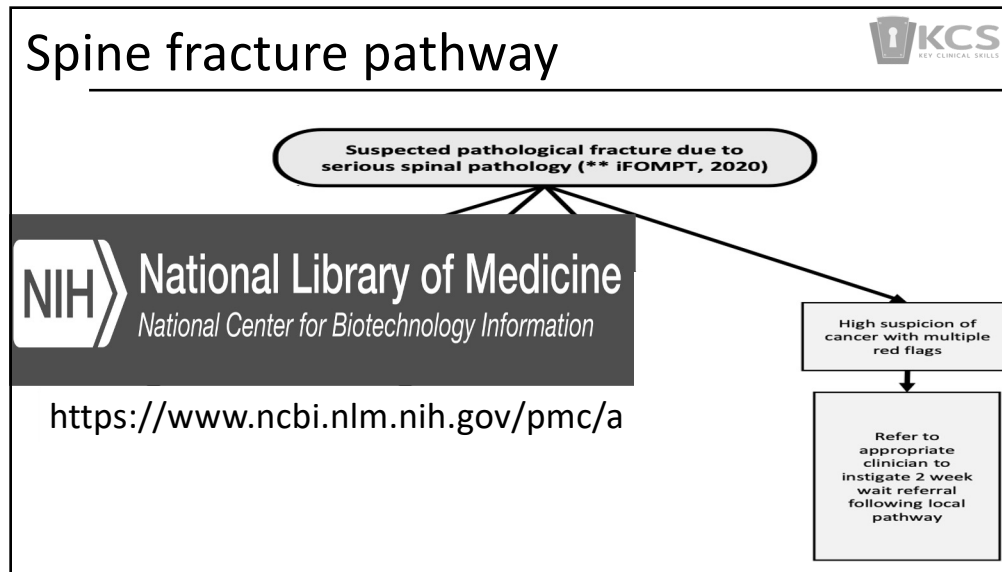 Spine fracture pathway
KCS
KEY CLINICAL SKILLS
Suspected pathological fracture due to
serious spinal pathology (** iFOMPT, 2020)
NIH
National Library of Medicine
National Center for Biotechnology Information
https://www.ncbi.nlm.nih.gov/pmc/a
High suspicion of
cancer with multiple
red flags
Refer to
appropriate
clinician to
instigate 2 week
wait referral
following local
pathway